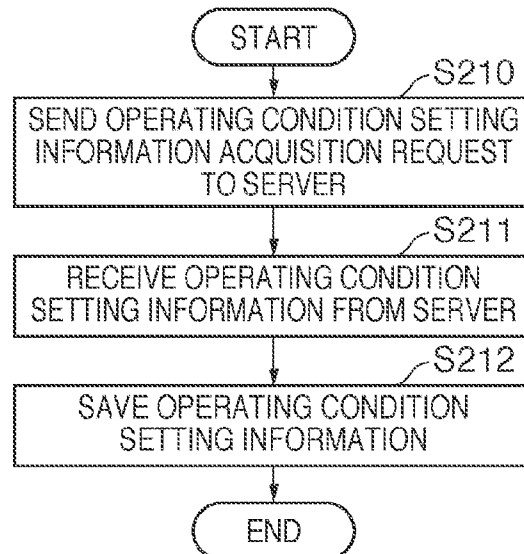 START
S210
SEND OPERATING CONDITION SETTING
INFORMATION ACQUISITION REQUEST
TO SERVER
S211
RECEIVE OPERATING CONDITION
SETTING INFORMATION FROM SERVER
S212
SAVE OPERATING CONDITION
SETTING INFORMATION
END